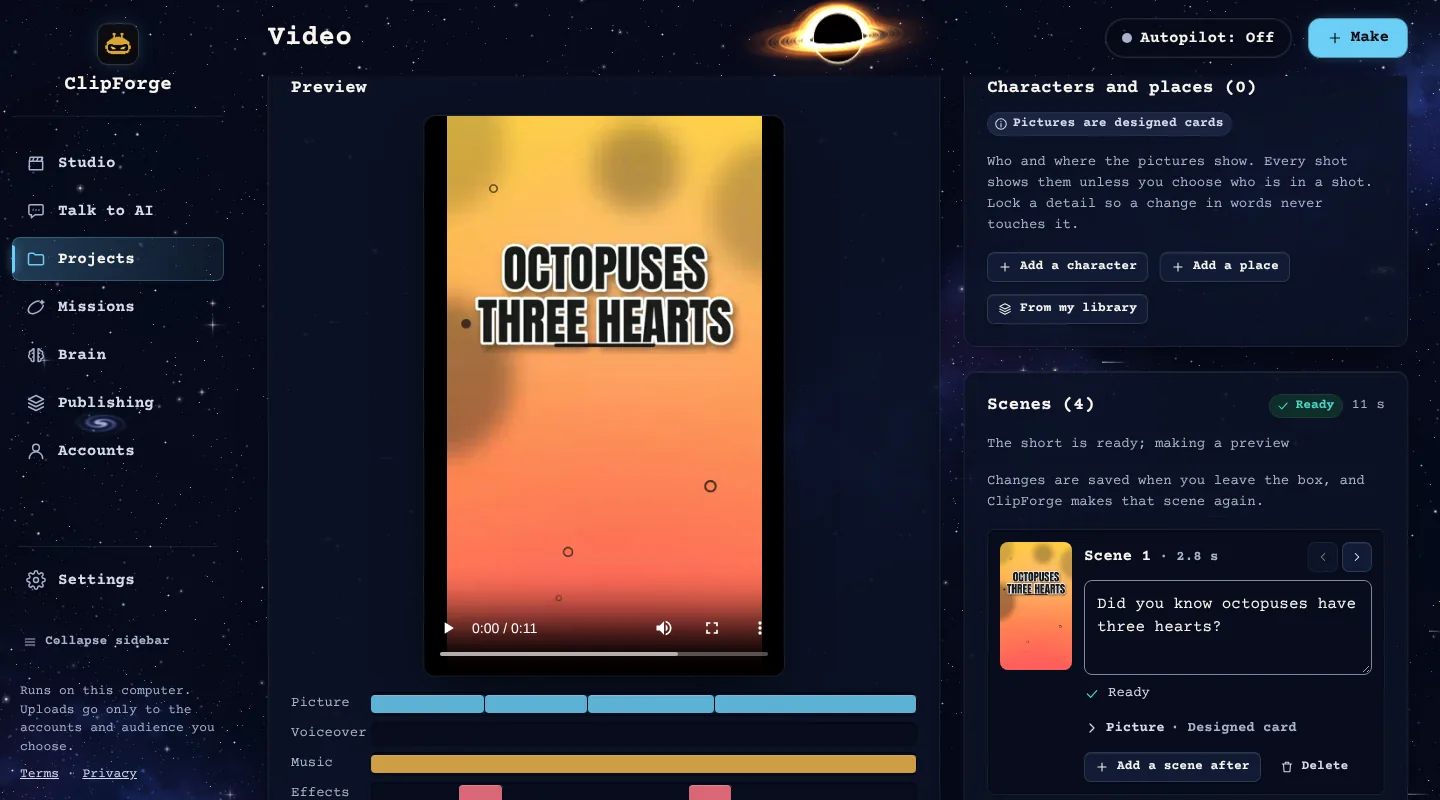 ClipForge
Studio
Talk to AI
Projects
Missions
Brain
Publishing
Accounts
Settings
Collapse sidebar
Runs on this computer.
Uploads go only to the
accounts and audience you
choose.
Terms · Privacy
Video
Autopilot: Off
+ Make
Preview
OCTOPUSES
THREE HEARTS
0:00 / 0:11
Picture
Voiceover
Music
Effects
Characters and places (0)
Pictures are designed cards
Who and where the pictures show. Every shot
shows them unless you choose who is in a shot.
Lock a detail so a change in words never
touches it.
+ Add a character
+ Add a place
From my library
Scenes (4)
Ready
11 s
The short is ready; making a preview
Changes are saved when you leave the box, and
ClipForge makes that scene again.
OCTOPUSES
THREE HEARTS
Scene 1 · 2.8 s
Did you know octopuses have
three hearts?
Ready
Picture · Designed card
+ Add a scene after
Delete